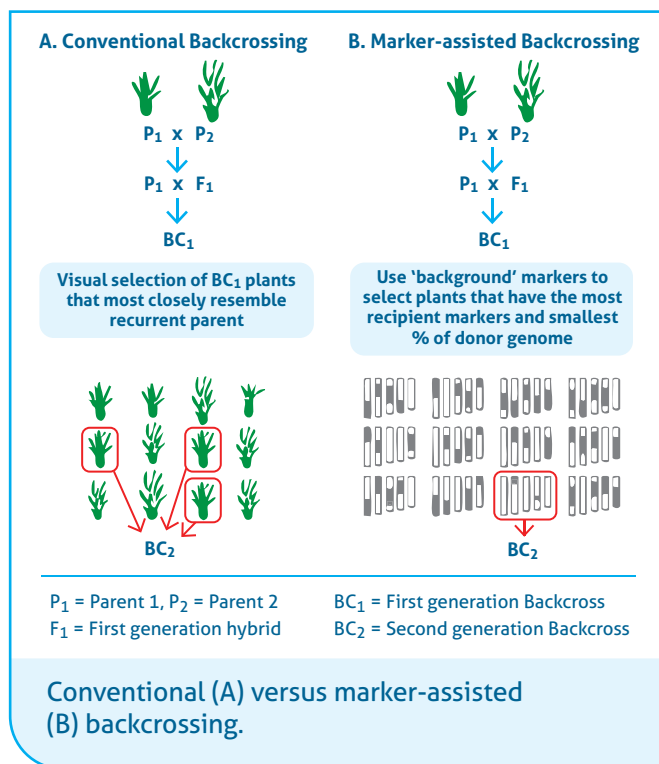 A. Conventional Backcrossing
P₁ x P₂
P₁ x F₁
BC₁
Visual selection of BC₁ plants
that most closely resemble
recurrent parent
BC₂
B. Marker-assisted Backcrossing
P₁ x P₂
P₁ x F₁
BC₁
Use ‘background’ markers to
select plants that have the most
recipient markers and smallest
% of donor genome
BC₂
P₁ = Parent 1, P₂ = Parent 2
F₁ = First generation hybrid
BC₁ = First generation Backcross
BC₂ = Second generation Backcross
Conventional (A) versus marker-assisted
(B) backcrossing.